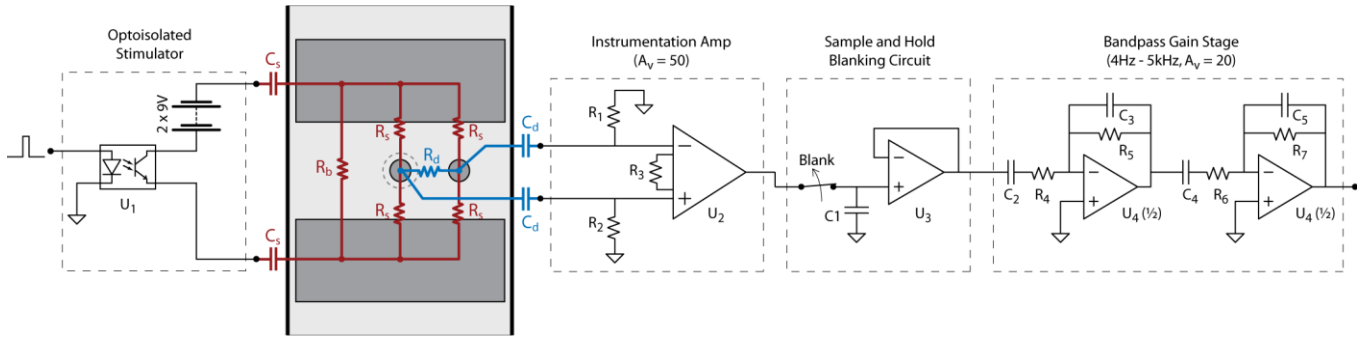 Optoisolated
Stimulator
2 x 9V
U1
Cs
Cs
Rs
Rs
Rd
Rb
Rs
Rs
Cd
Cd
Instrumentation Amp
(Av = 50)
R1
R3
R2
U2
Sample and Hold
Blanking Circuit
Blank
C1
U3
Bandpass Gain Stage
(4Hz - 5kHz, Av = 20)
C2
R4
C3
R5
U4 (½)
C4
R6
C5
R7
U4 (½)